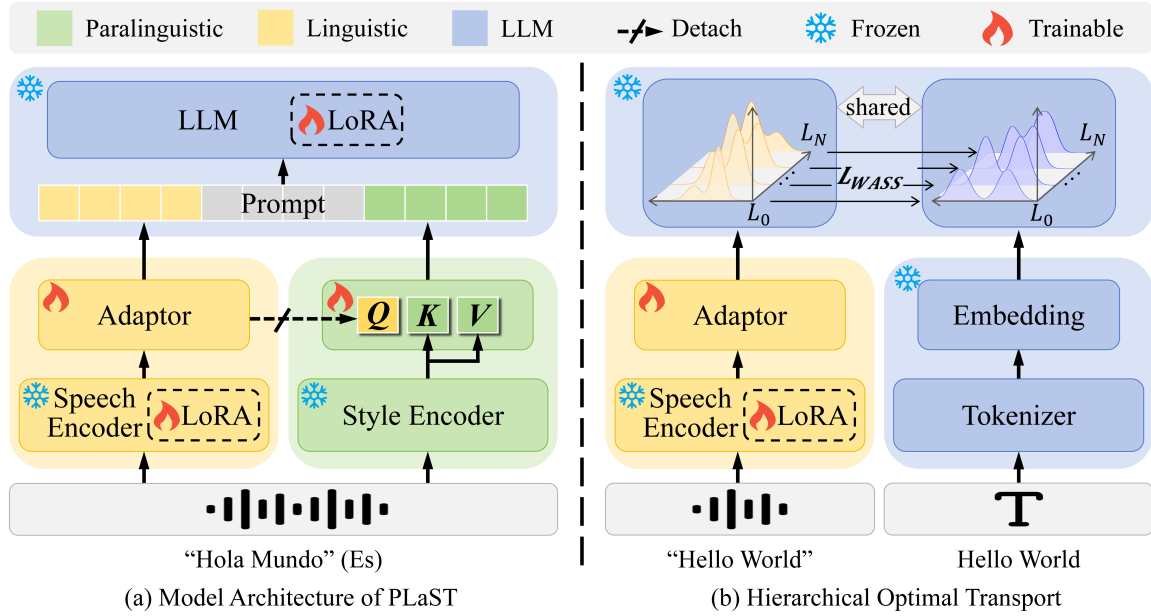 Paralinguistic Linguistic LLM Detach Frozen Trainable
LLM LoRA
Prompt
Adaptor
Q K V
Speech
Encoder LoRA
Style Encoder
“Hola Mundo” (Es)
(a) Model Architecture of PLaST
shared
L_N L_N
L_WASS
L_0 L_0
Adaptor Embedding
Speech
Encoder LoRA
Tokenizer
T
“Hello World” Hello World
(b) Hierarchical Optimal Transport